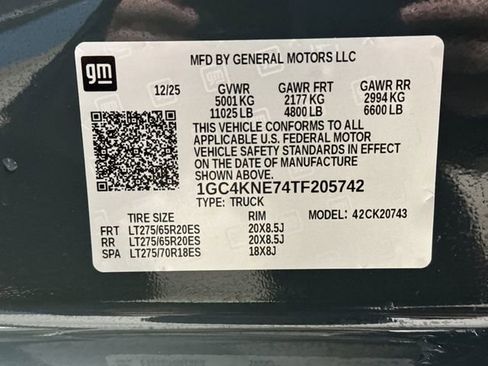 gm
MFD BY GENERAL MOTORS LLC
12/25 GVWR GAWR FRT GAWR RR
5001 KG 2177 KG 2994 KG
11025 LB 4800 LB 6600 LB
THIS VEHICLE CONFORMS TO ALL
APPLICABLE U.S. FEDERAL MOTOR
VEHICLE SAFETY STANDARDS IN EFFECT
ON THE DATE OF MANUFACTURE
SHOWN ABOVE.
1GC4KNE74TF205742
TYPE: TRUCK
TIRE SIZE RIM MODEL: 42CK20743
FRT LT275/65R20ES 20X8.5J
RR LT275/65R20ES 20X8.5J
SPA LT275/70R18ES 18X8J